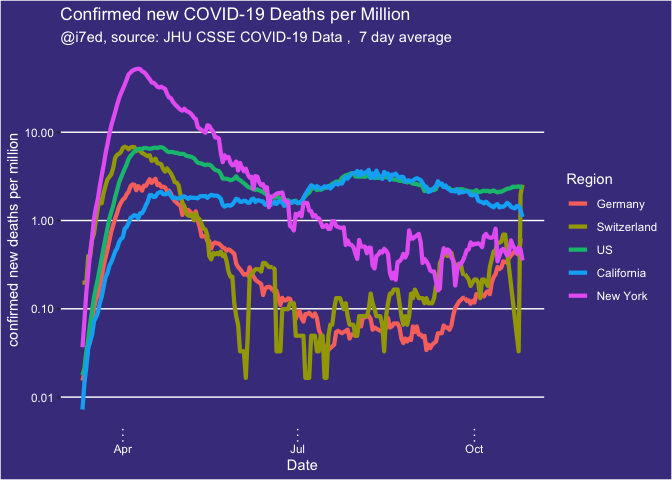 Confirmed new COVID-19 Deaths per Million
@i7ed, source: JHU CSSE COVID-19 Data ,  7 day average
confirmed new deaths per million
10.00
1.00
0.10
0.01
Apr
Jul
Oct
Date
Region
Germany
Switzerland
US
California
New York